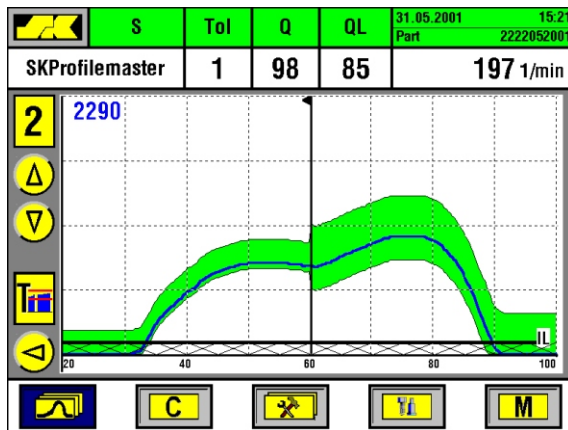 S Tol Q QL 31.05.2001 15:21
Part 2222052001
SKProfilemaster 1 98 85 197 1/min
2 2290
T
IL
20 40 60 80 100
C M